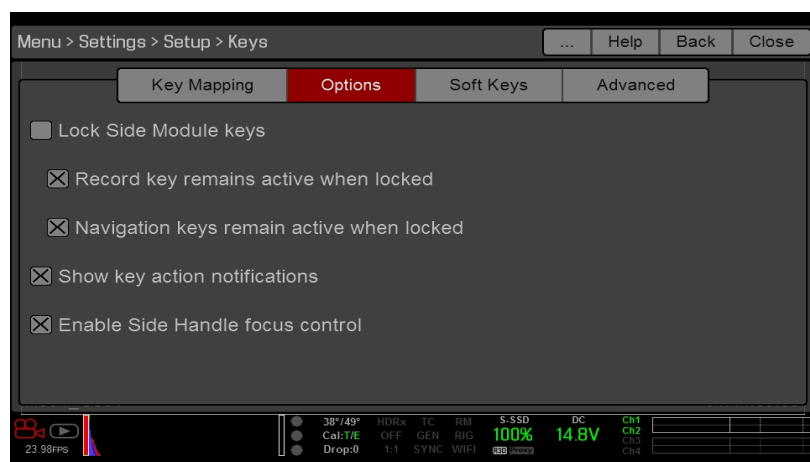 Menu > Settings > Setup > Keys
... Help Back Close
Key Mapping Options Soft Keys Advanced
Lock Side Module keys
Record key remains active when locked
Navigation keys remain active when locked
Show key action notifications
Enable Side Handle focus control
38°/49° HDRx TC RM S-SSD DC Ch1
Cal:T/E OFF GEN RIG 100% 14.8V Ch2
Drop:0 1:1 SYNC WIFI R3D Proxy Ch3
23.98FPS Ch4